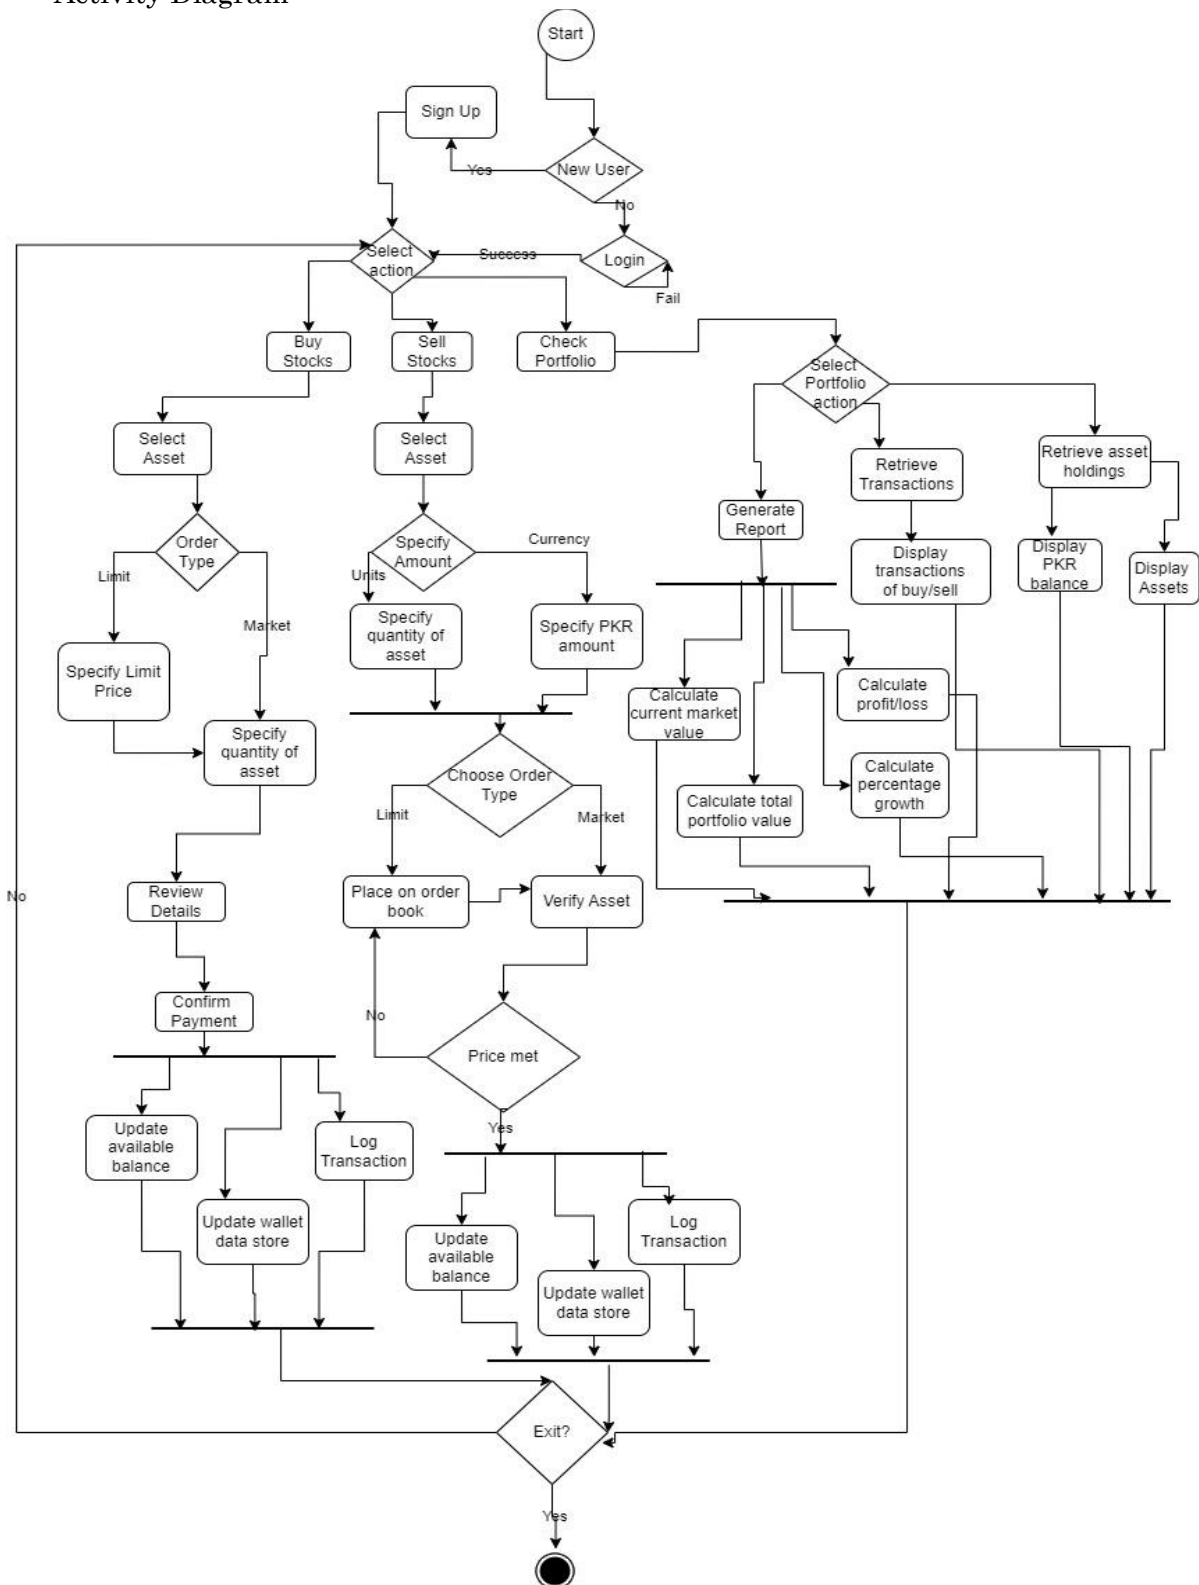 Activity Diagram
Start
Sign Up
New User
Yes
No
Select
action
Success
Login
Fail
Buy
Stocks
Sell
Stocks
Check
Portfolio
Select
Portfolio
action
Select
Asset
Select
Asset
Retrieve
Transactions
Retrieve asset
holdings
Generate
Report
Order
Type
Specify
Amount
Currency
Units
Limit
Market
Display
transactions
of buy/sell
Display
PKR
balance
Display
Assets
Specify
quantity of
asset
Specify PKR
amount
Specify Limit
Price
Specify
quantity of
asset
Calculate
current market
value
Calculate
profit/loss
Calculate
percentage
growth
Calculate total
portfolio value
Choose Order
Type
Limit
Market
Review
Details
Place on order
book
Verify Asset
No
Confirm
Payment
No
Price met
Yes
Update
available
balance
Log
Transaction
Update wallet
data store
Update
available
balance
Log
Transaction
Update wallet
data store
Exit?
Yes